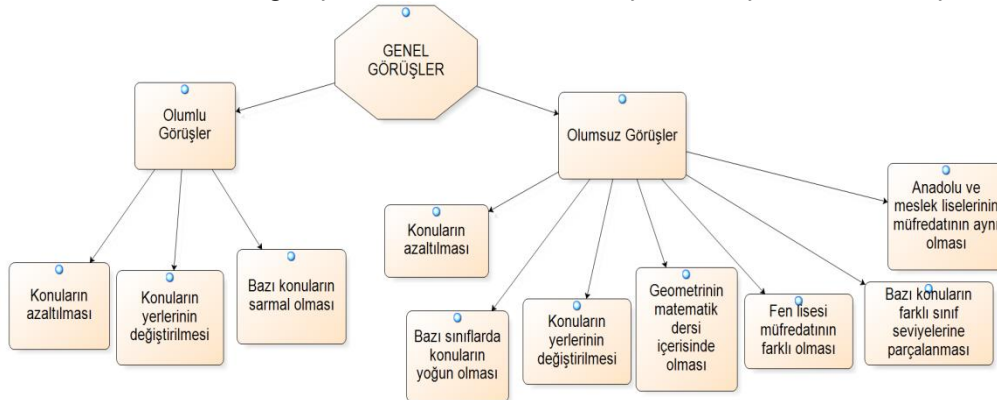 GENEL
GÖRÜŞLER
Olumlu
Görüşler
Olumsuz Görüşler
Konuların
azaltılması
Konuların
yerlerinin
değiştirilmesi
Bazı konuların
sarmal olması
Konuların
azaltılması
Bazı sınıflarda
konuların
yoğun olması
Konuların
yerlerinin
değiştirilmesi
Geometrinin
matematik
dersi
içerisinde
olması
Fen lisesi
müfredatının
farklı olması
Bazı konuların
farklı sınıf
seviyelerine
parçalanması
Anadolu ve
meslek liselerinin
müfredatının aynı
olması